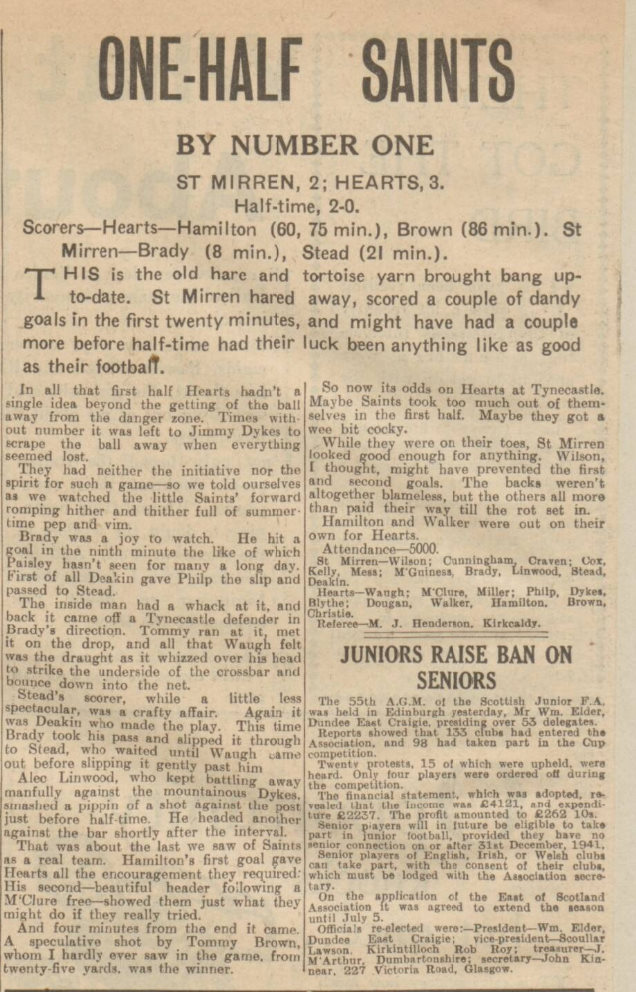 ONE-HALF SAINTS
BY NUMBER ONE
ST MIRREN, 2; HEARTS, 3.
Half-time, 2-0.
Scorers—Hearts—Hamilton (60, 75 min.), Brown (86 min.). St
Mirren—Brady (8 min.), Stead (21 min.).
THIS is the old hare and tortoise yarn brought bang up-
to-date. St Mirren hared away, scored a couple of dandy
goals in the first twenty minutes, and might have had a couple
more before half-time had their luck been anything like as good
as their football.
In all that first half Hearts hadn't a
single idea beyond the getting of the ball
away from the danger zone. Times with-
out number it was left to Jimmy Dykes to
scrape the ball away when everything
seemed lost.
They had neither the initiative nor the
spirit for such a game—so we told ourselves
as we watched the little Saints' forward
romping hither and thither full of summer-
time pep and vim.
Brady was a joy to watch. He hit a
goal in the ninth minute the like of which
Paisley hasn't seen for many a long day.
First of all Deakin gave Philp the slip and
passed to Stead.
The inside man had a whack at it, and
back it came off a Tynecastle defender in
Brady's direction. Tommy ran at it, met
it on the drop, and all that Waugh felt
was the draught as it whizzed over his head
to strike the underside of the crossbar and
bounce down into the net.
Stead's scorer, while a little less
spectacular, was a crafty affair. Again it
was Deakin who made the play. This time
Brady took his pass and slipped it through
to Stead, who waited until Waugh came
out before slipping it gently past him
Alec Linwood, who kept battling away
manfully against the mountainous Dykes,
smashed a pippin of a shot against the post
just before half-time. He headed another
against the bar shortly after the interval.
That was about the last we saw of Saints
as a real team. Hamilton's first goal gave
Hearts all the encouragement they required.
His second—beautiful header following a
M'Clure free—showed them just what they
might do if they really tried.
And four minutes from the end it came.
A speculative shot by Tommy Brown,
whom I hardly ever saw in the game, from
twenty-five yards, was the winner.
So now its odds on Hearts at Tynecastle.
Maybe Saints took too much out of them-
selves in the first half. Maybe they got a
wee bit cocky.
While they were on their toes, St Mirren
looked good enough for anything. Wilson,
I thought, might have prevented the first
and second goals. The backs weren't
altogether blameless, but the others all more
than paid their way till the rot set in.
Hamilton and Walker were out on their
own for Hearts.
Attendance—5000.
St Mirren—Wilson; Cunningham, Craven; Cox,
Kelly, Mess; M'Guiness, Brady, Linwood, Stead,
Deakin.
Hearts—Waugh; M'Clure, Miller; Philp, Dykes,
Blythe; Dougan, Walker, Hamilton, Brown,
Christie.
Referee—M. J. Henderson, Kirkcaldy.
JUNIORS RAISE BAN ON
SENIORS
The 55th A.G.M. of the Scottish Junior F.A.
was held in Edinburgh yesterday, Mr Wm. Elder,
Dundee East Craigie, presiding over 53 delegates.
Reports showed that 133 clubs had entered the
Association, and 98 had taken part in the Cup
competition.
Twenty protests, 15 of which were upheld, were
heard. Only four players were ordered off during
the competition.
The financial statement, which was adopted, re-
vealed that the income was £4121, and expendi-
ture £2237. The profit amounted to £262 10s.
Senior players will in future be eligible to take
part in junior football, provided they have no
senior connection on or after 31st December, 1941.
Senior players of English, Irish, or Welsh clubs
can take part, with the consent of their clubs,
which must be lodged with the Association secre-
tary.
On the application of the East of Scotland
Association it was agreed to extend the season
until July 5.
Officials re-elected were:—President—Wm. Elder,
Dundee East Craigie; vice-president—Scoullar
Lawson, Kirkintilloch Rob Roy; treasurer—J.
M'Arthur, Dumbartonshire; secretary—John Kin-
near, 227 Victoria Road, Glasgow.